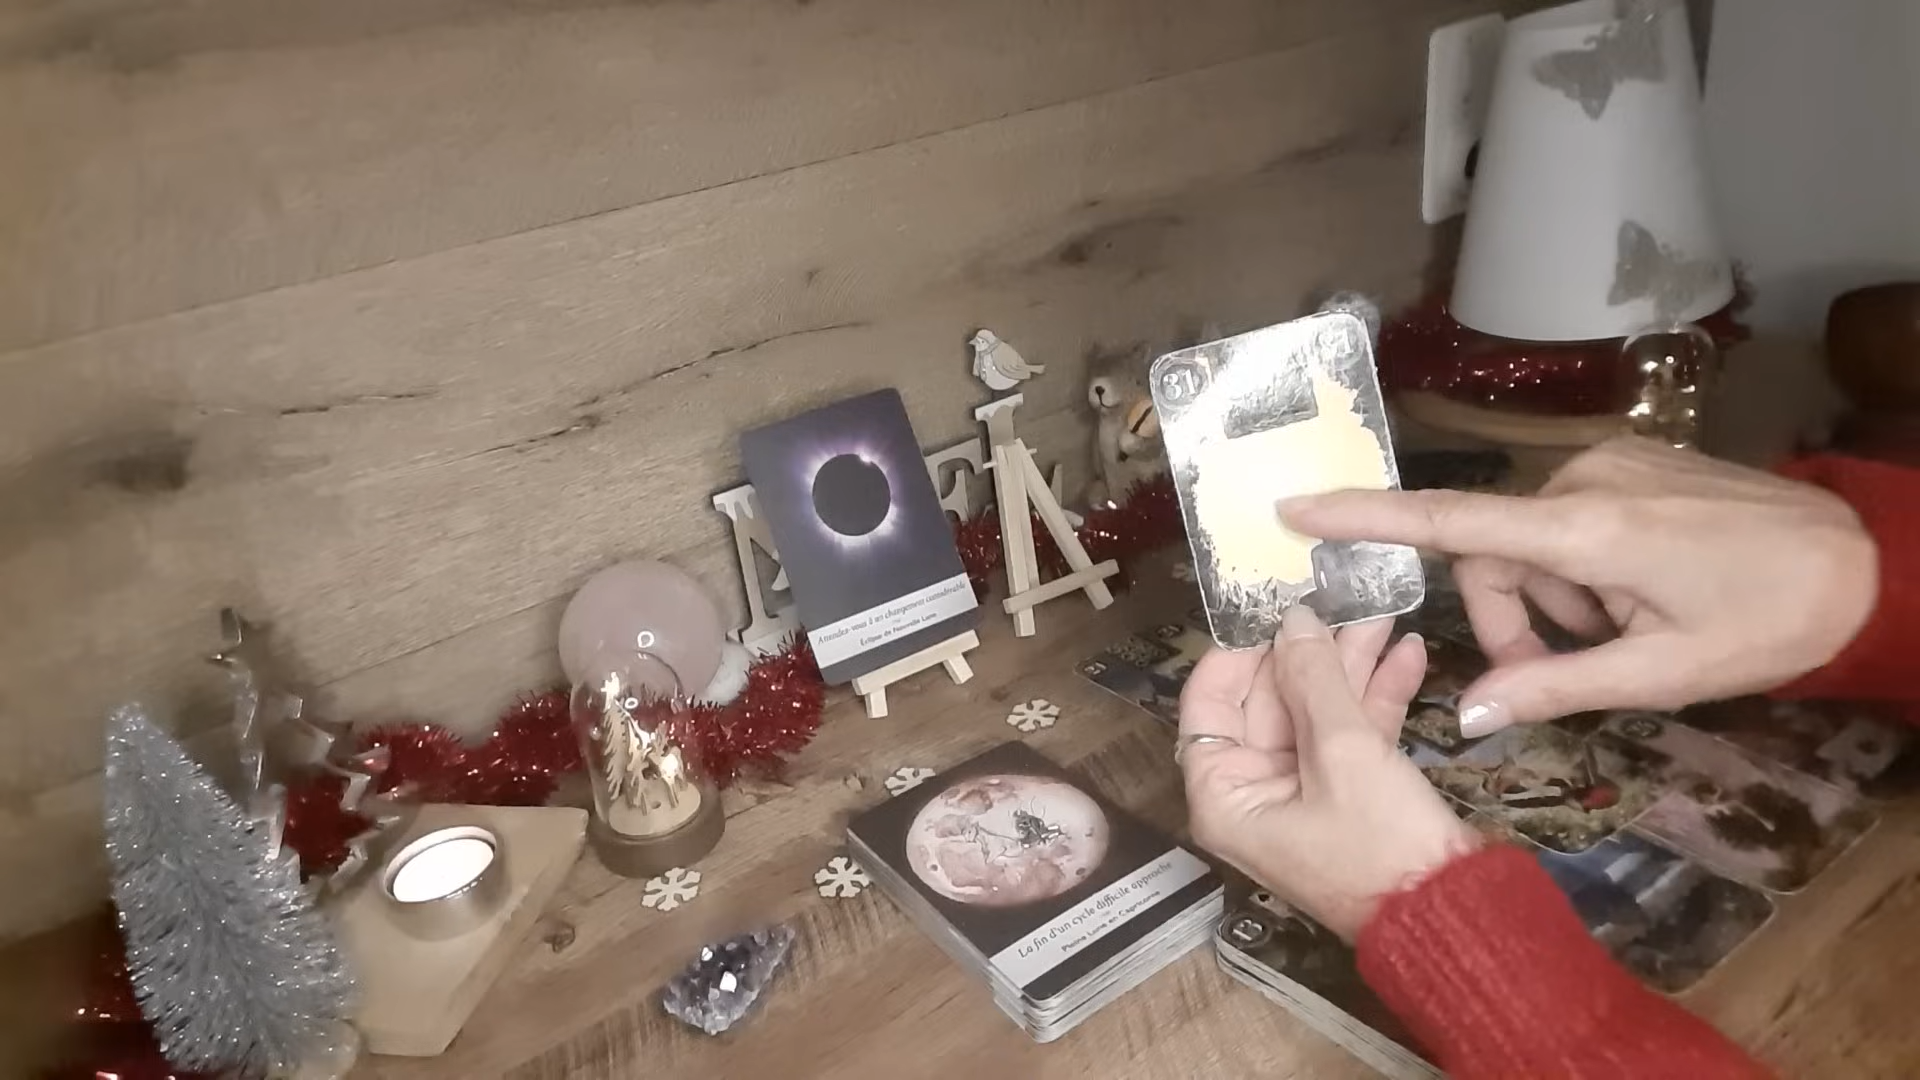 31
Attendez-vous à un changement considérable
Éclipse de Nouvelle Lune
La fin d'un cycle difficile approche
Pleine Lune en Capricorne
13